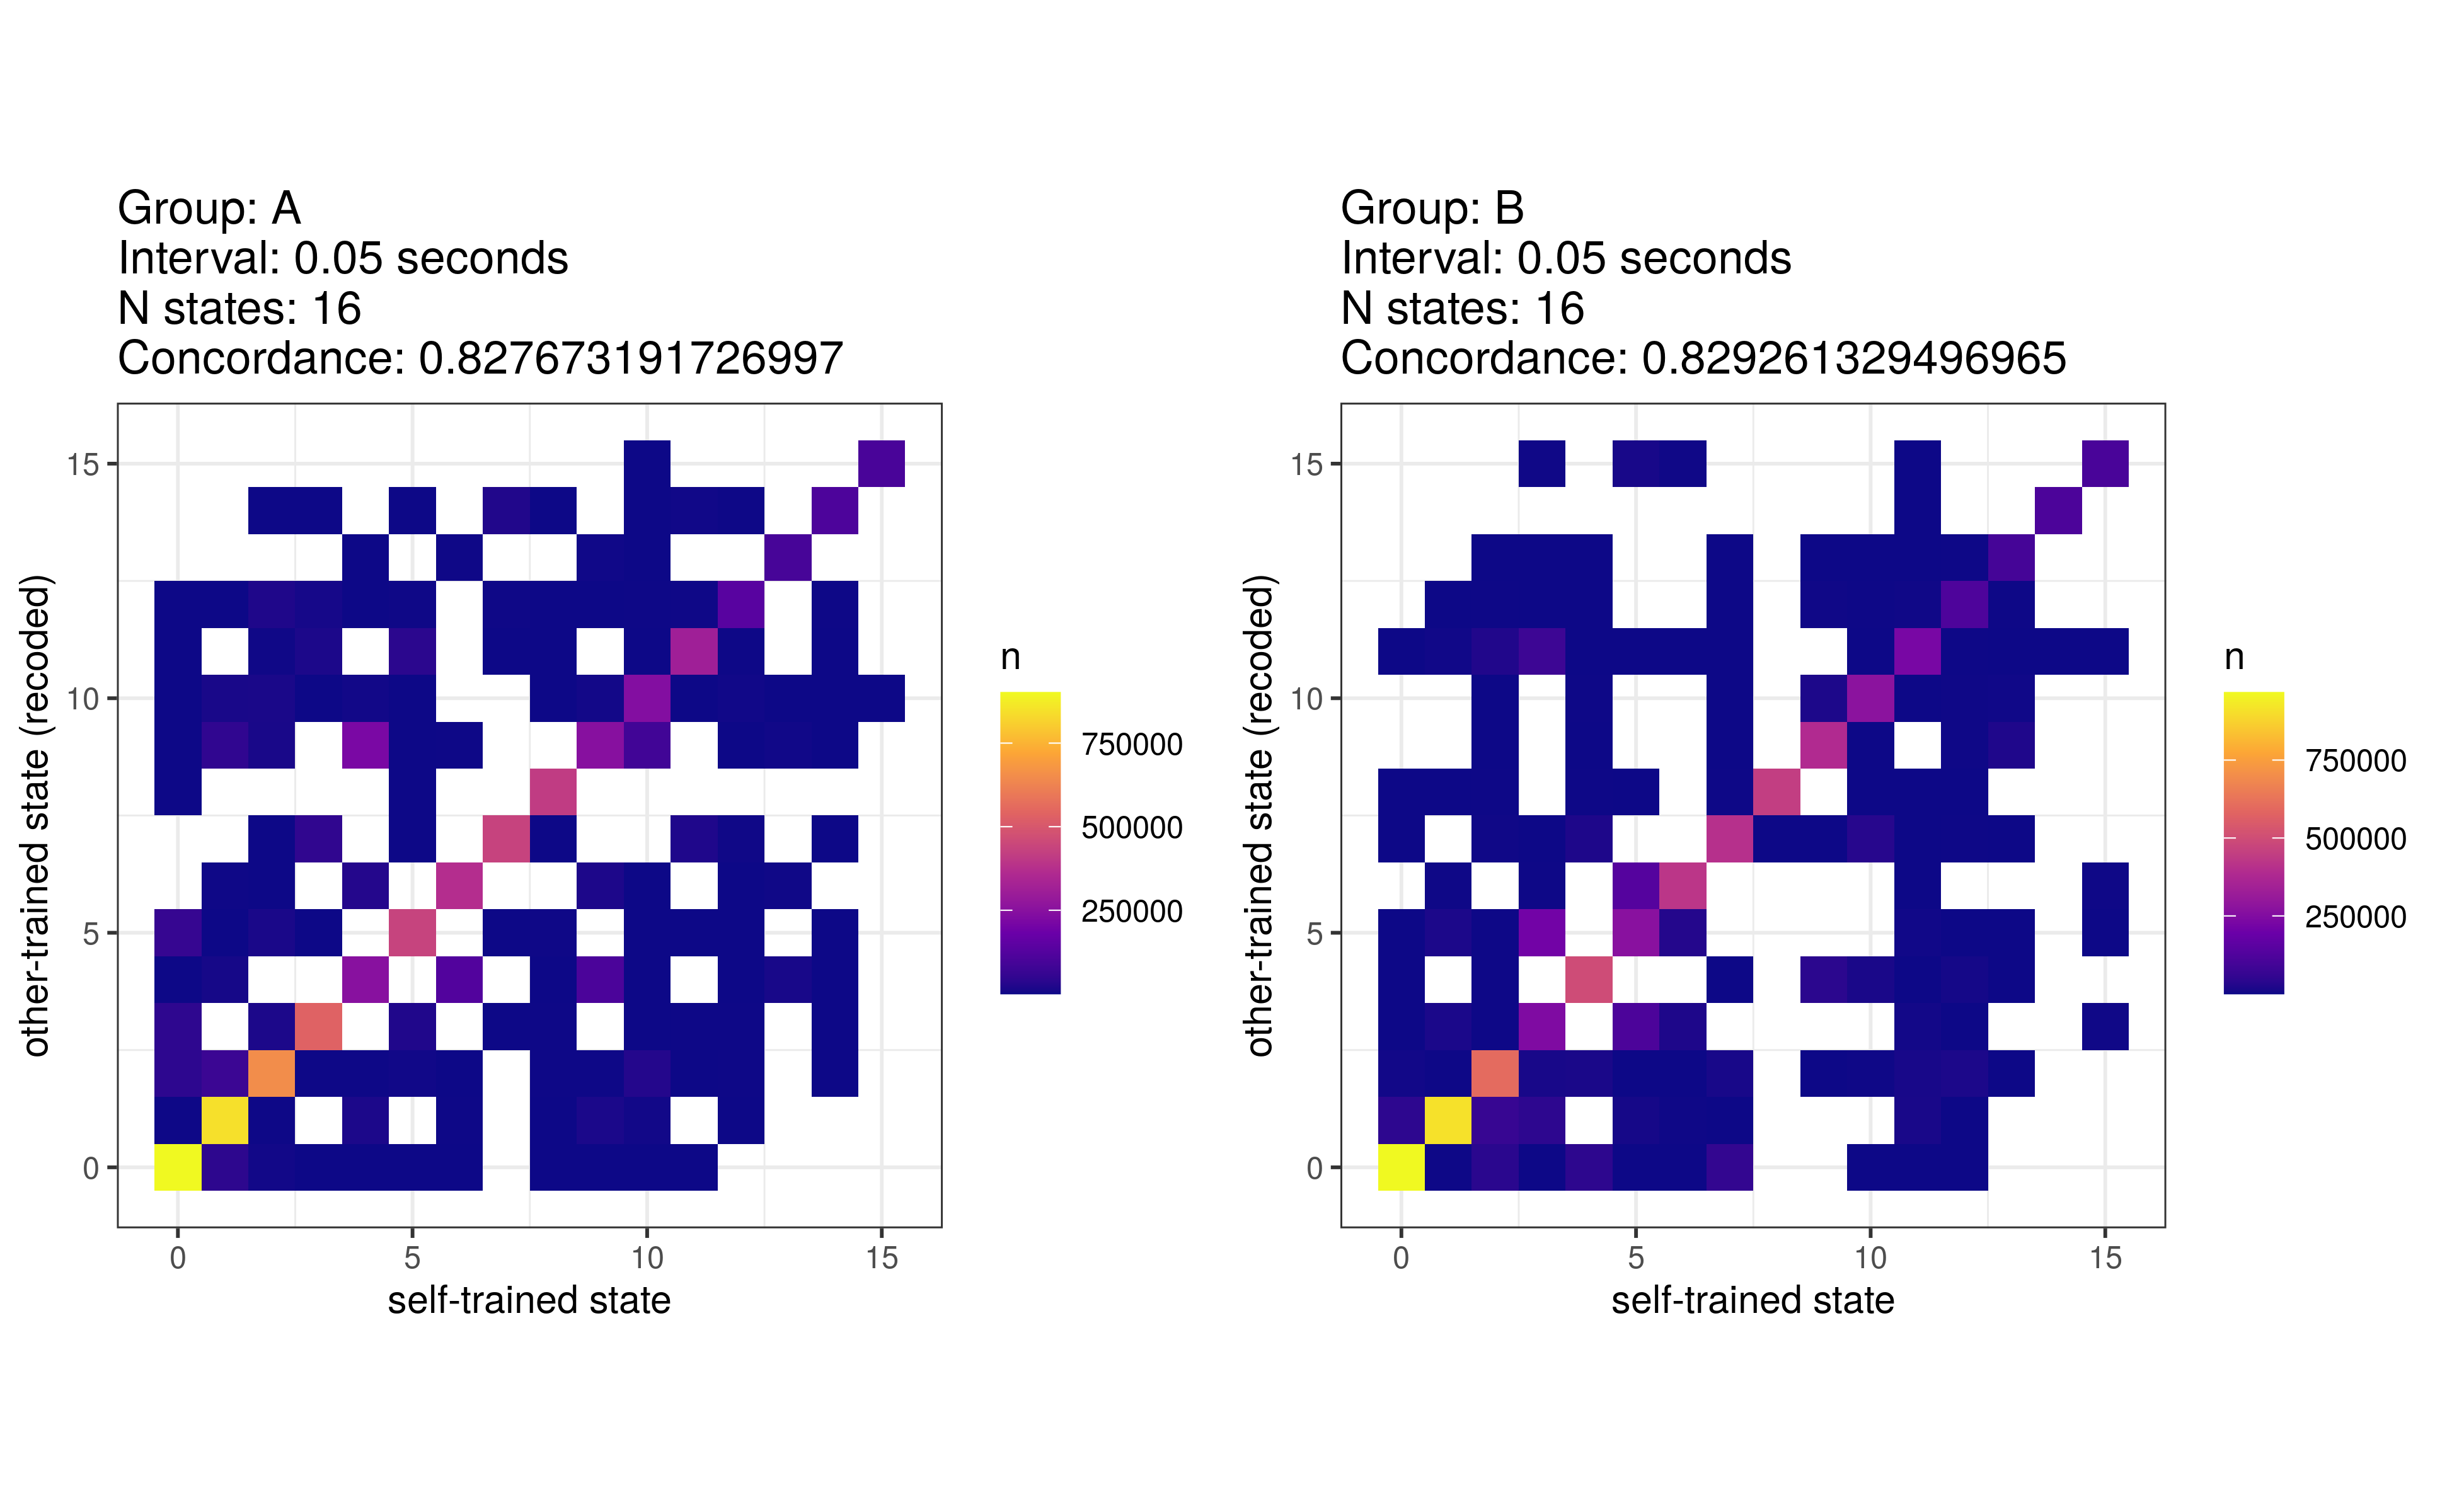 Group: A
Interval: 0.05 seconds
N states: 16
Concordance: 0.827673191726997
other-trained state (recoded)
15
10
5
0
0 5 10 15
self-trained state
n
750000
500000
250000
Group: B
Interval: 0.05 seconds
N states: 16
Concordance: 0.829261329496965
other-trained state (recoded)
15
10
5
0
0 5 10 15
self-trained state
n
750000
500000
250000